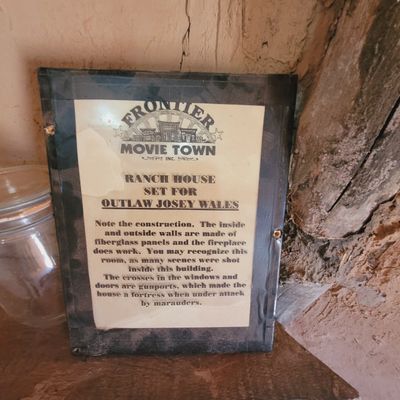 FRONTIER
MOVIE TOWN
RANCH HOUSE
SET FOR
OUTLAW JOSEY WALES
Note the construction. The inside
and outside walls are made of
fiberglass panels and the fireplace
does work. You may recognize this
room, as many scenes were shot
inside this building.
The crosses in the windows and
doors are gunports, which made the
house a fortress when under attack
by marauders.